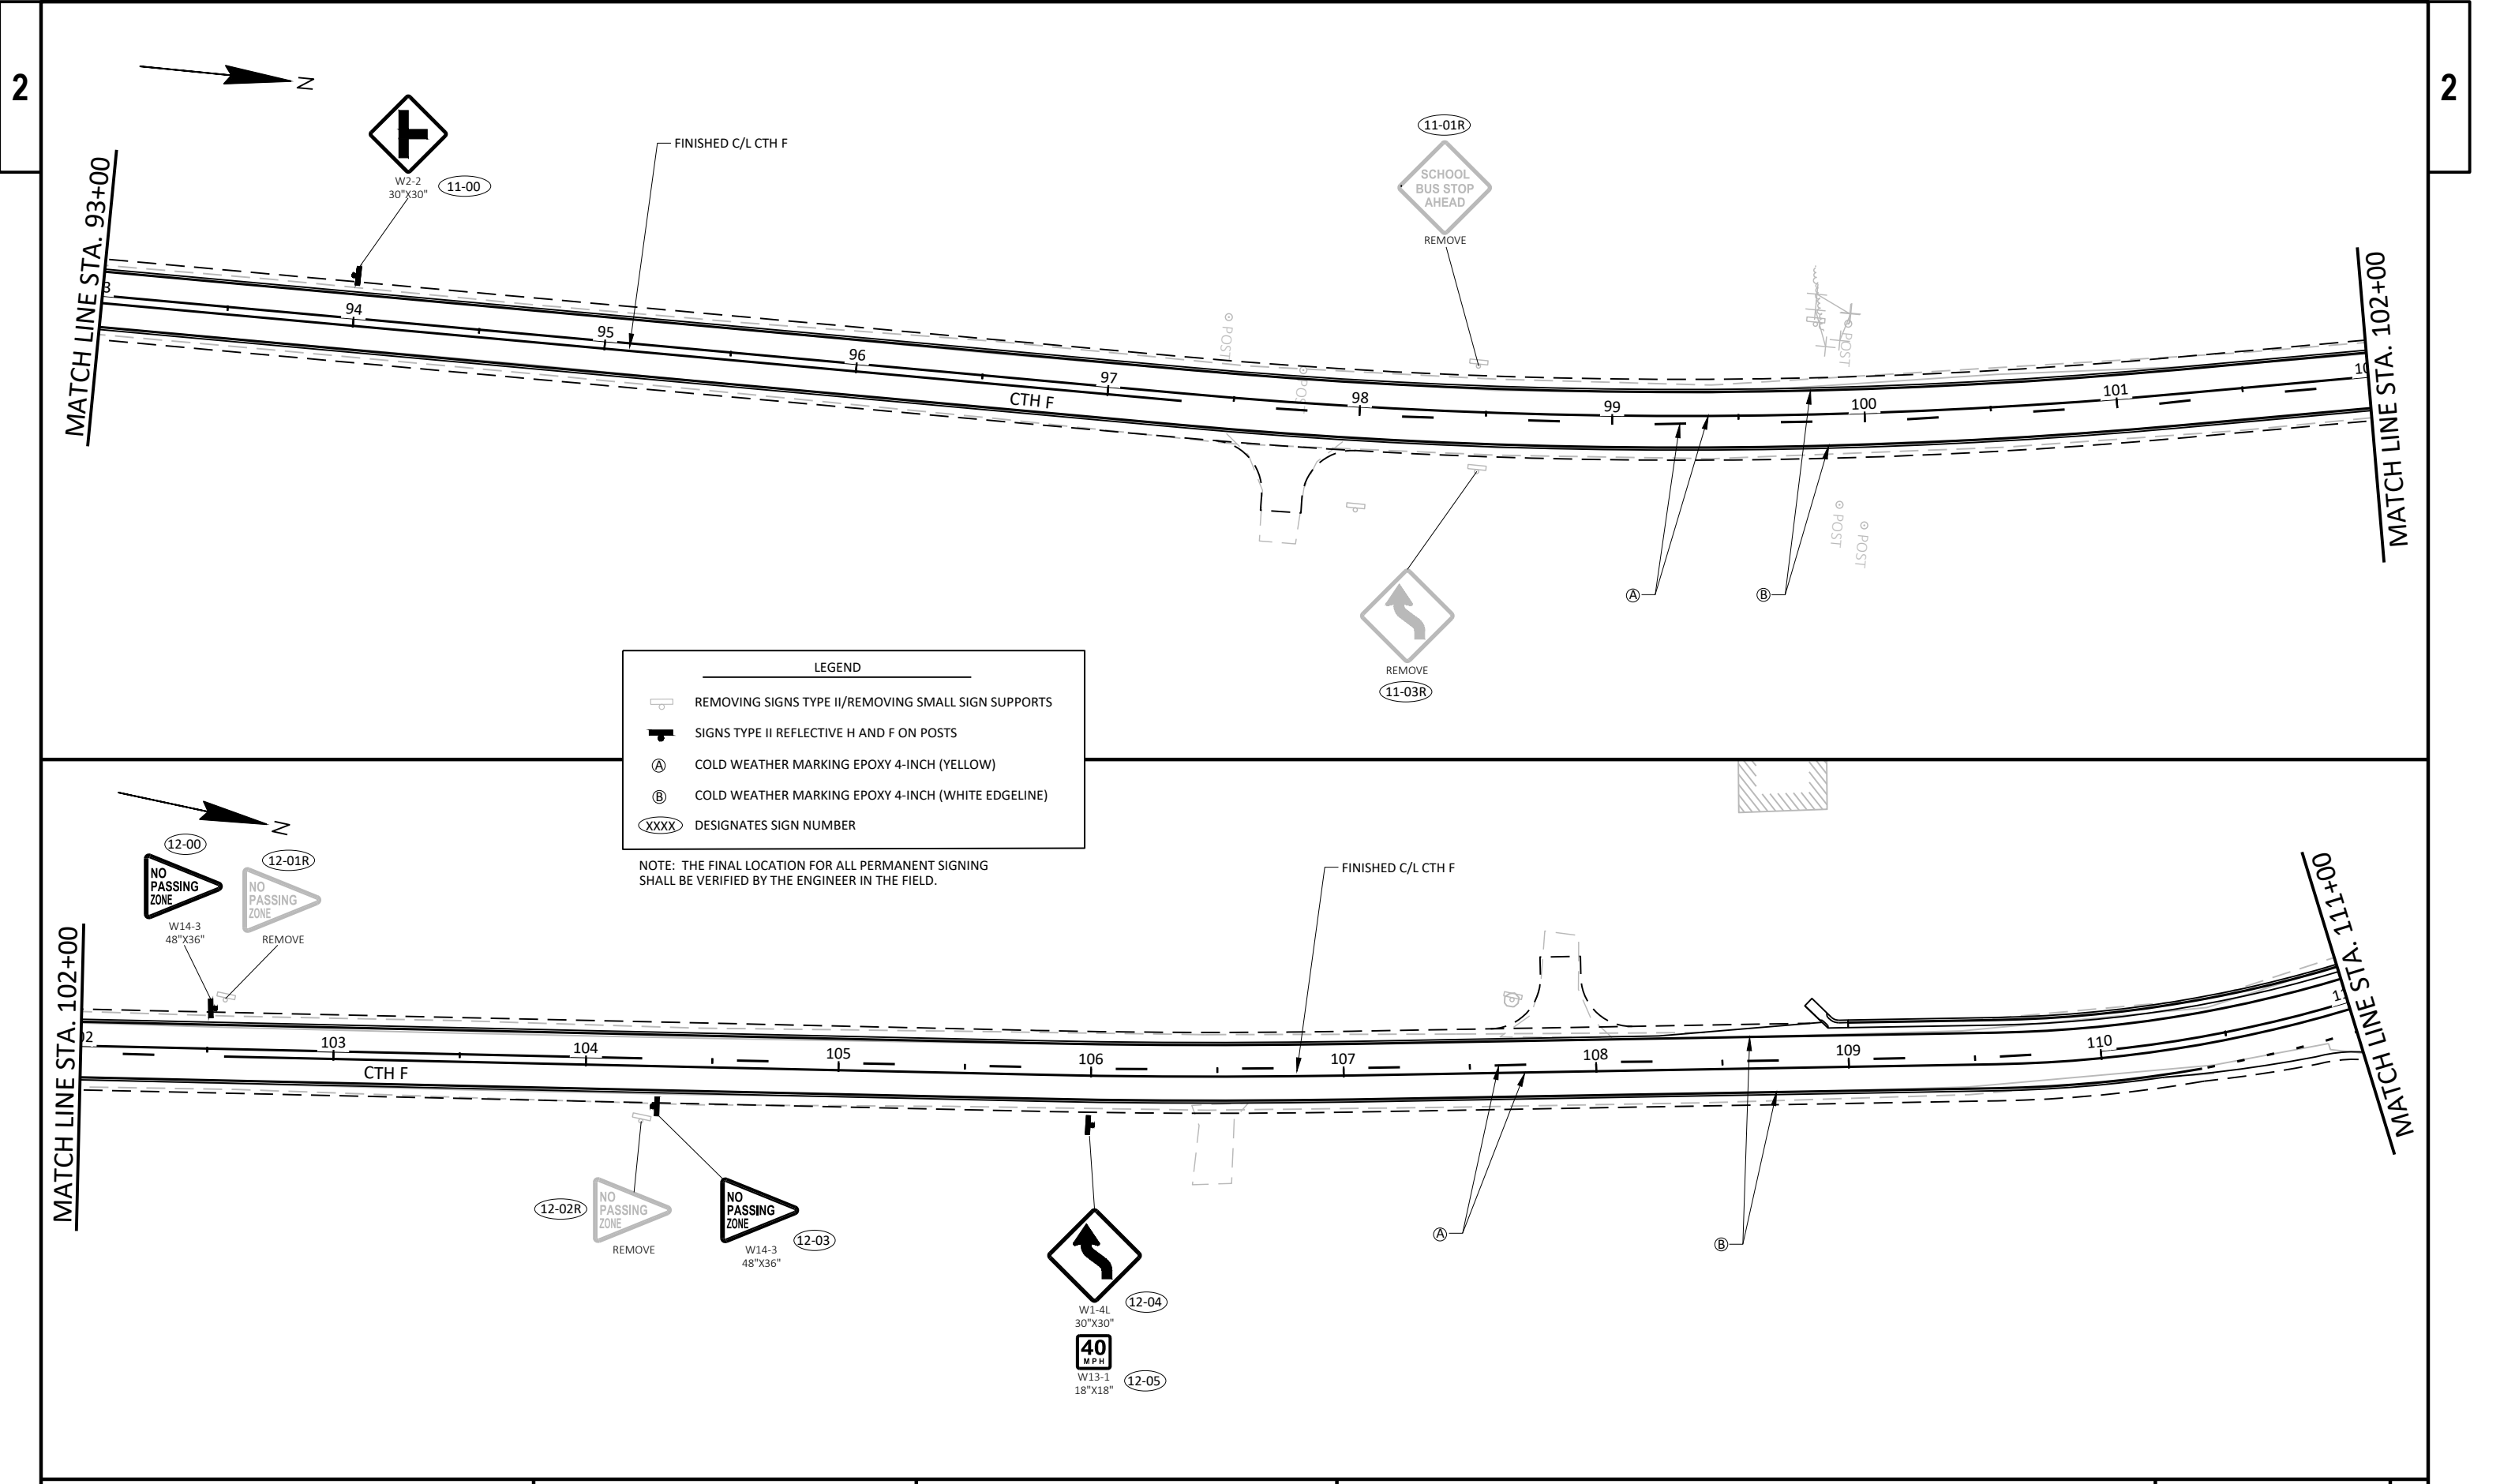 2
2
N
MATCH LINE STA. 93+00
W2-2
30"X30"
11-00
FINISHED C/L CTH F
11-01R
SCHOOL
BUS STOP
AHEAD
REMOVE
94
95
96
97
98
99
100
101
CTH F
POST
POST
POST
POST
POST
MATCH LINE STA. 102+00
A
B
REMOVE
11-03R
LEGEND
REMOVING SIGNS TYPE II/REMOVING SMALL SIGN SUPPORTS
SIGNS TYPE II REFLECTIVE H AND F ON POSTS
A COLD WEATHER MARKING EPOXY 4-INCH (YELLOW)
B COLD WEATHER MARKING EPOXY 4-INCH (WHITE EDGELINE)
XXXX DESIGNATES SIGN NUMBER
NOTE: THE FINAL LOCATION FOR ALL PERMANENT SIGNING
SHALL BE VERIFIED BY THE ENGINEER IN THE FIELD.
N
12-00
NO
PASSING
ZONE
W14-3
48"X36"
12-01R
NO
PASSING
ZONE
REMOVE
FINISHED C/L CTH F
MATCH LINE STA. 102+00
103
104
105
106
107
108
109
110
CTH F
MATCH LINE STA. 111+00
12-02R
NO
PASSING
ZONE
REMOVE
NO
PASSING
ZONE
W14-3
48"X36"
12-03
W1-4L
30"X30"
12-04
40
MPH
W13-1
18"X18"
12-05
A
B